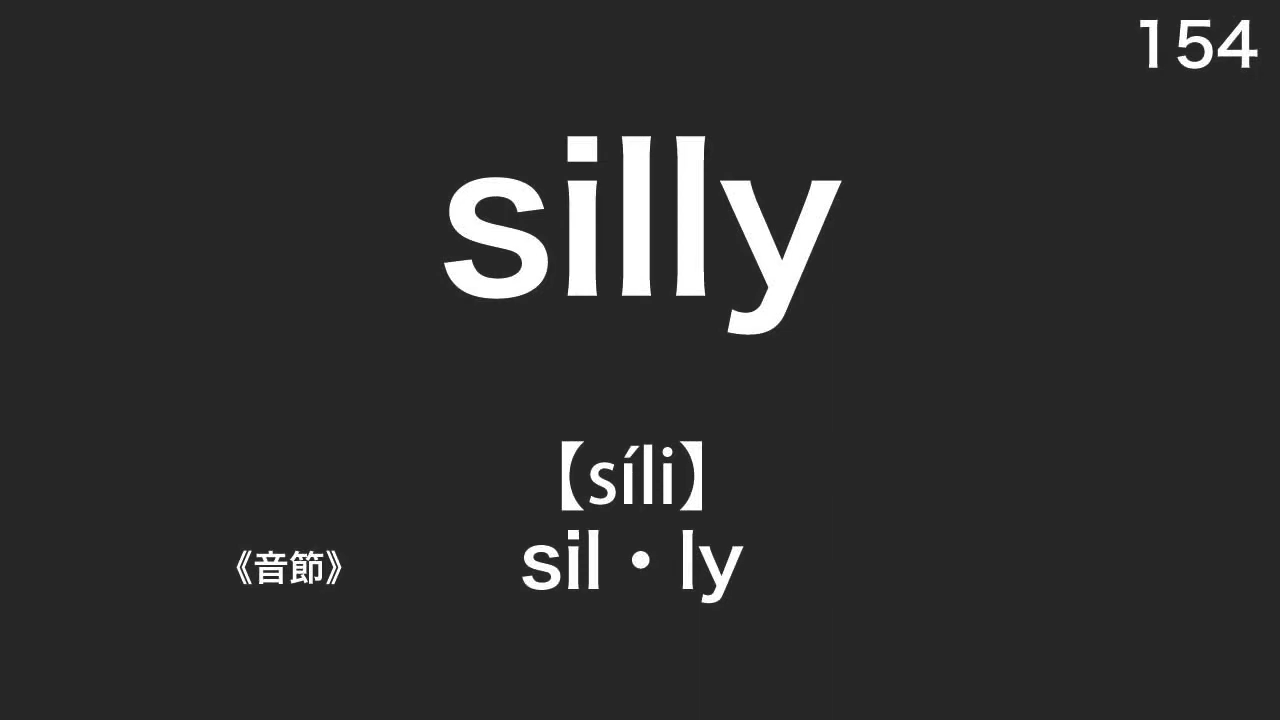 154
silly
【síli】
《音節》 sil・ly